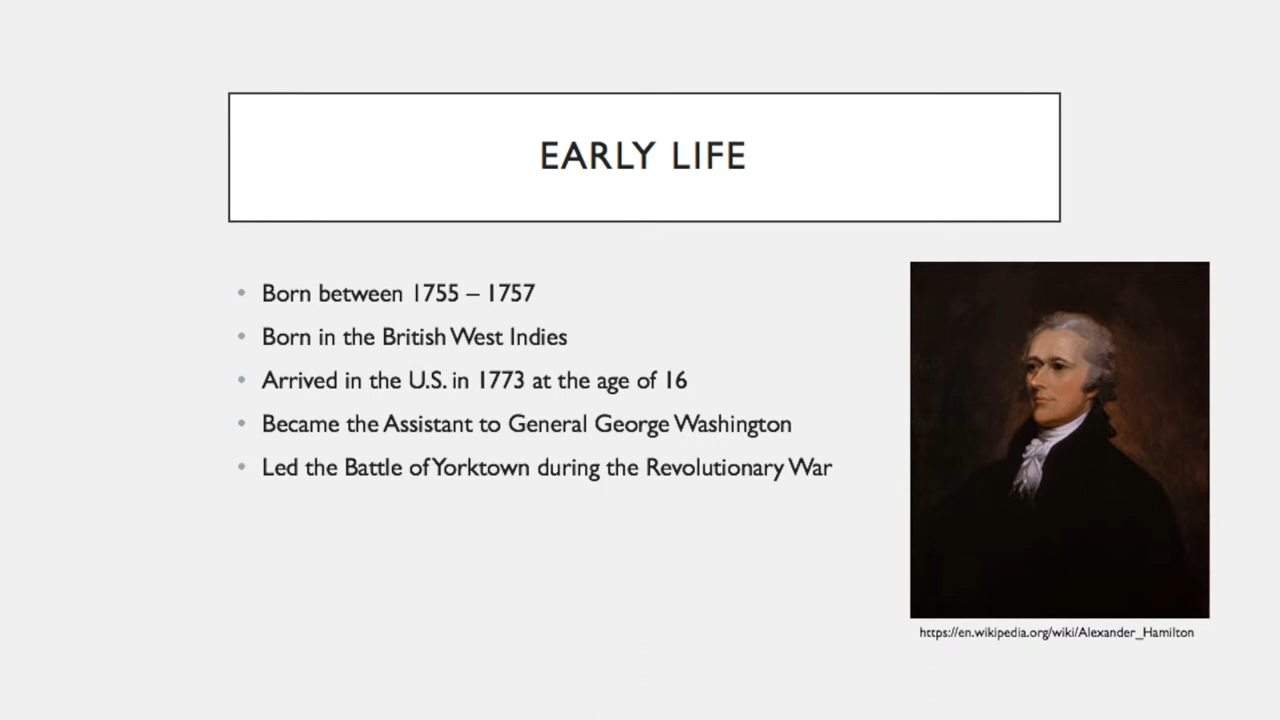 EARLY LIFE
• Born between 1755 – 1757
• Born in the British West Indies
• Arrived in the U.S. in 1773 at the age of 16
• Became the Assistant to General George Washington
• Led the Battle of Yorktown during the Revolutionary War
https://en.wikipedia.org/wiki/Alexander_Hamilton